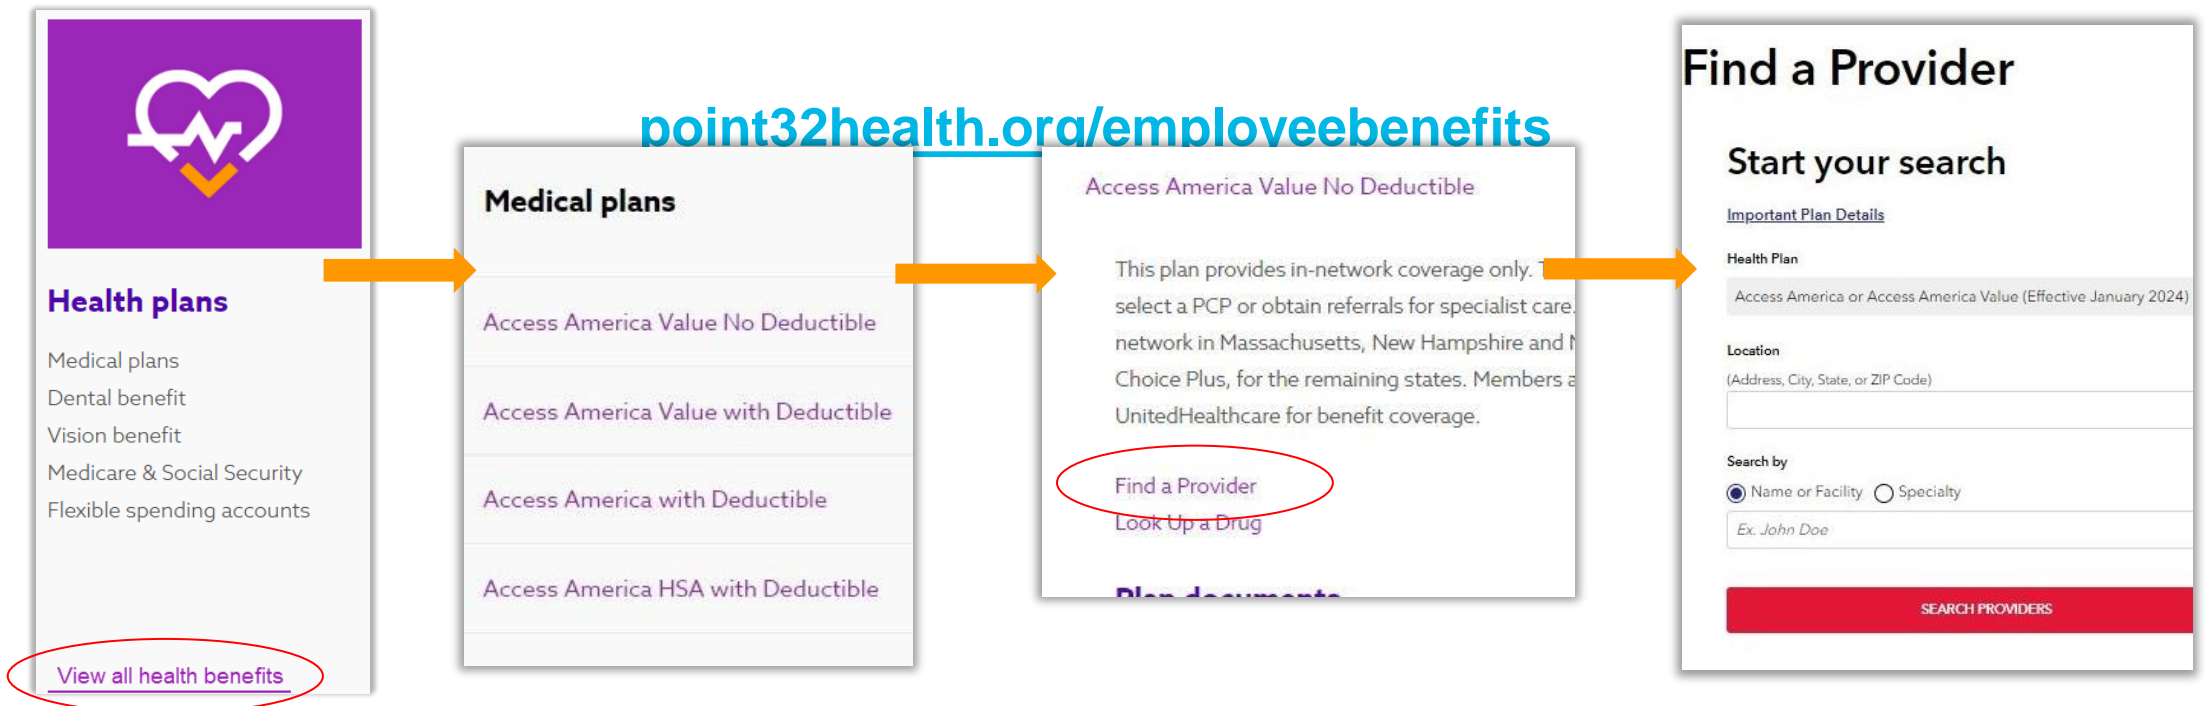 point32health.org/employeebenefits
Health plans
Medical plans
Dental benefit
Vision benefit
Medicare & Social Security
Flexible spending accounts
View all health benefits
Medical plans
Access America Value No Deductible
Access America Value with Deductible
Access America with Deductible
Access America HSA with Deductible
Access America Value No Deductible
This plan provides in-network coverage only.
select a PCP or obtain referrals for specialist care.
network in Massachusetts, New Hampshire and
Choice Plus, for the remaining states. Members
UnitedHealthcare for benefit coverage.
Find a Provider
Look Up a Drug
Plan documents
Find a Provider
Start your search
Important Plan Details
Health Plan
Access America or Access America Value (Effective January 2024)
Location
(Address, City, State, or ZIP Code)
Search by
Name or Facility Specialty
Ex. John Doe
SEARCH PROVIDERS